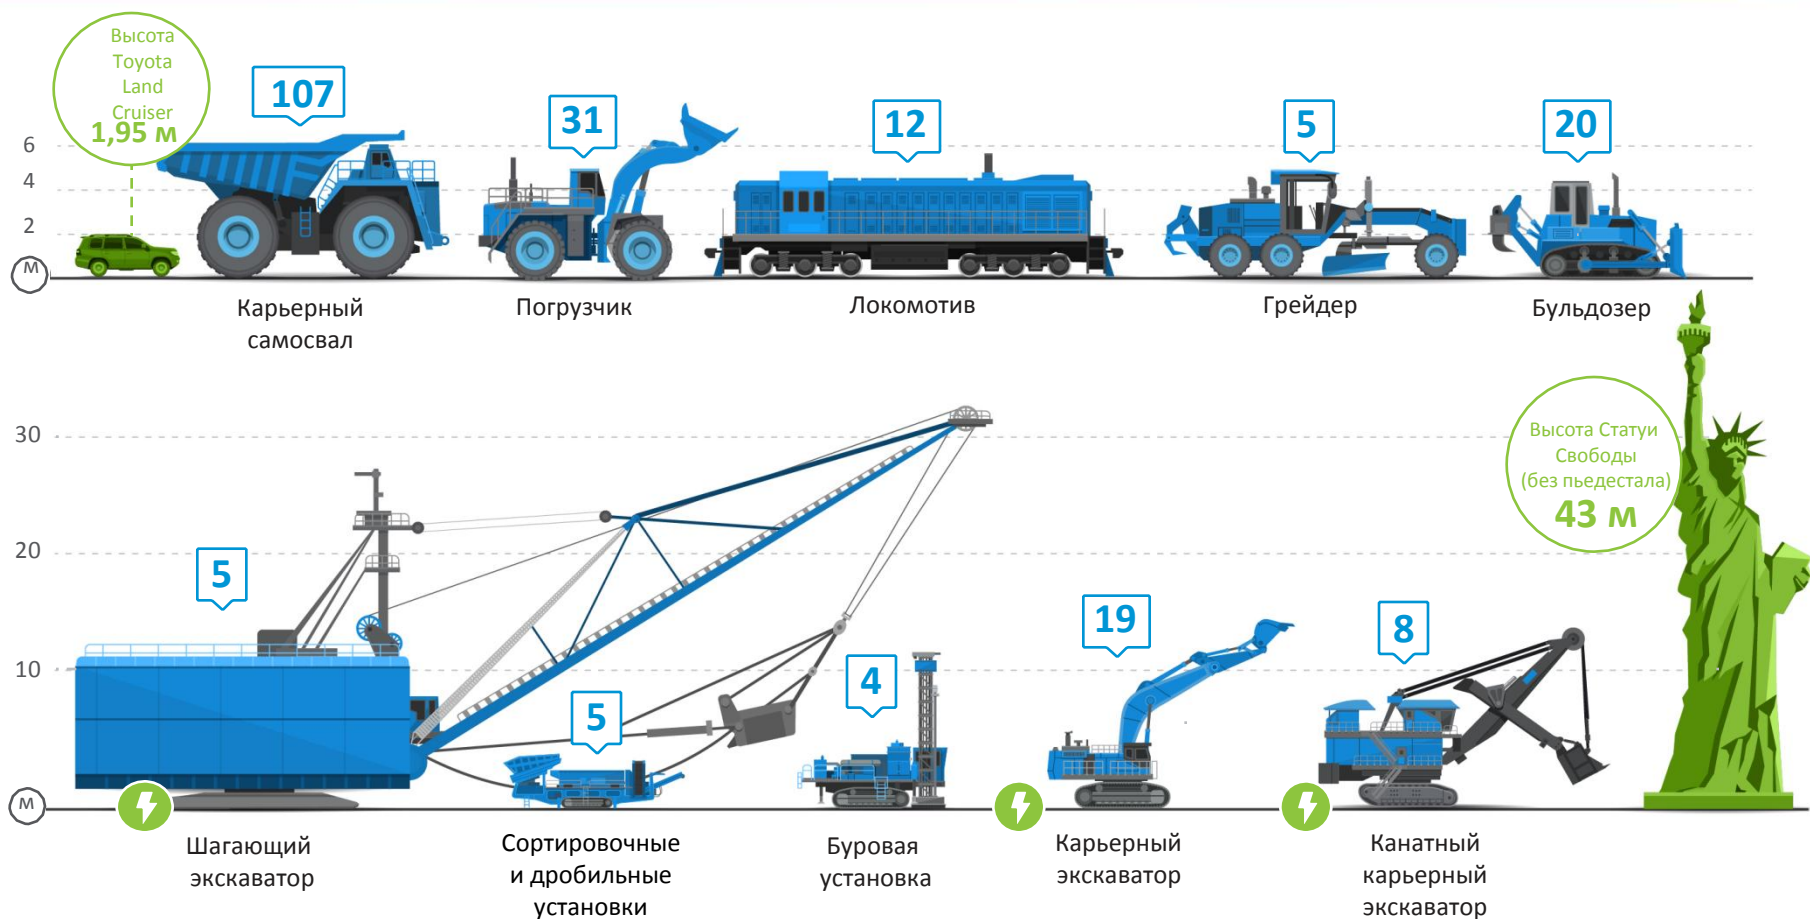 Высота
Toyota
Land
Cruiser
1,95 м
107
31
12
5
20
6
4
2
м
Карьерный
самосвал
Погрузчик
Локомотив
Грейдер
Бульдозер
30
20
10
м
Высота Статуи
Свободы
(без пьедестала)
43 м
5
5
4
19
8
Шагающий
экскаватор
Сортировочные
и дробильные
установки
Буровая
установка
Карьерный
экскаватор
Канатный
карьерный
экскаватор